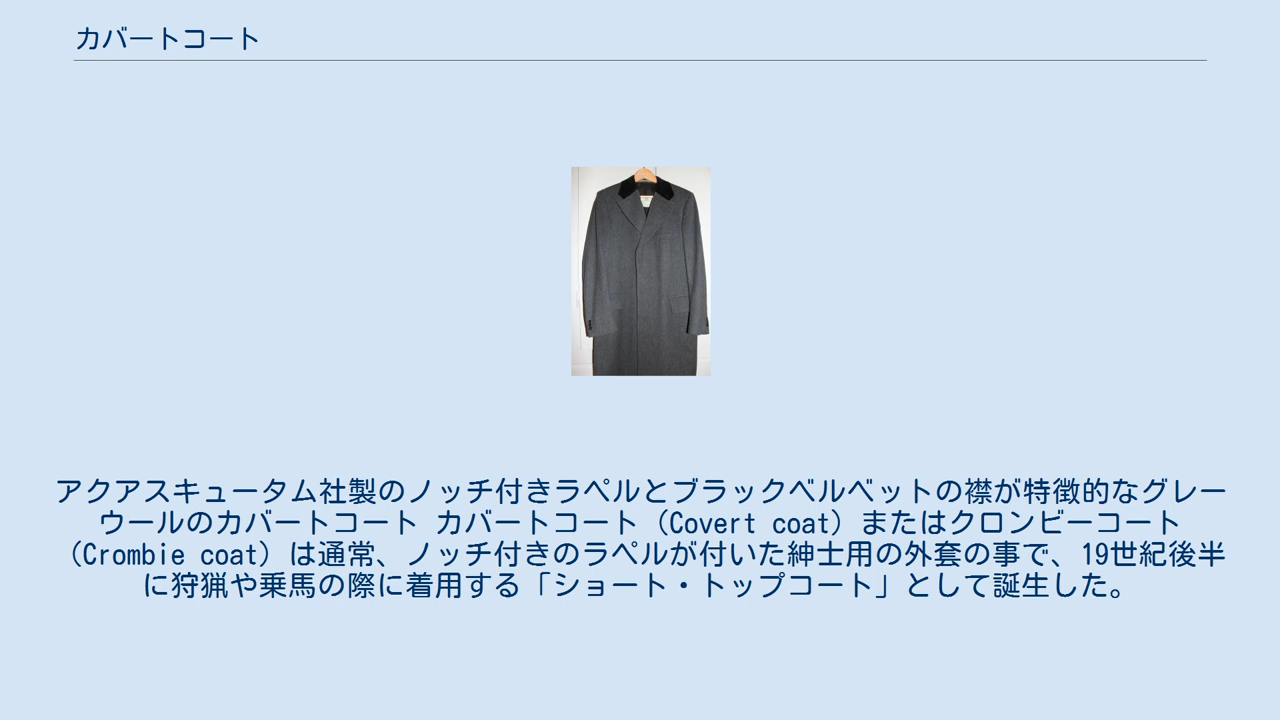 カバートコート
アクアスキュータム社製のノッチ付きラペルとブラックベルベットの襟が特徴的なグレー
ウールのカバートコート カバートコート（Covert coat）またはクロンビーコート
（Crombie coat）は通常、ノッチ付きのラペルが付いた紳士用の外套の事で、19世紀後半
に狩猟や乗馬の際に着用する「ショート・トップコート」として誕生した。